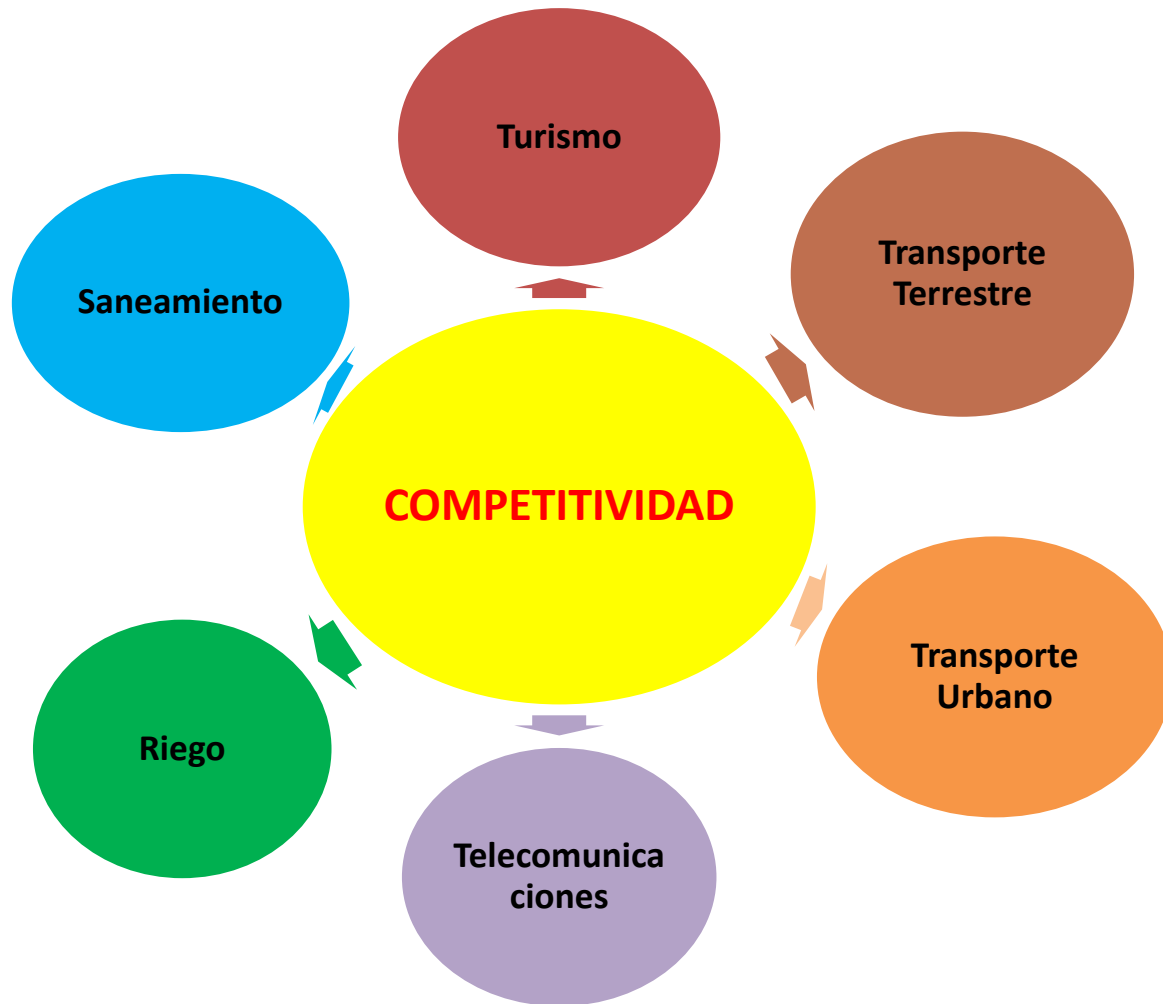 Turismo
Transporte
Terrestre
Saneamiento
COMPETITIVIDAD
Transporte
Urbano
Riego
Telecomunica
ciones